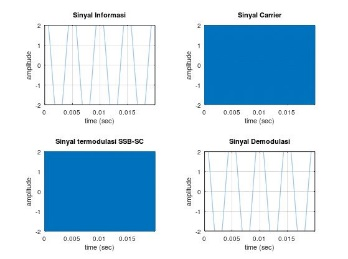 Sinyal Informasi
2
1
0
-1
-2
amplitude
0 0.005 0.01 0.015
time (sec)
Sinyal Carrier
2
1
0
-1
-2
amplitude
0 0.005 0.01 0.015
time (sec)
Sinyal termodulasi SSB-SC
2
1
0
-1
-2
amplitude
0 0.005 0.01 0.015
time (sec)
Sinyal Demodulasi
2
1
0
-1
-2
amplitude
0 0.005 0.01 0.015
time (sec)